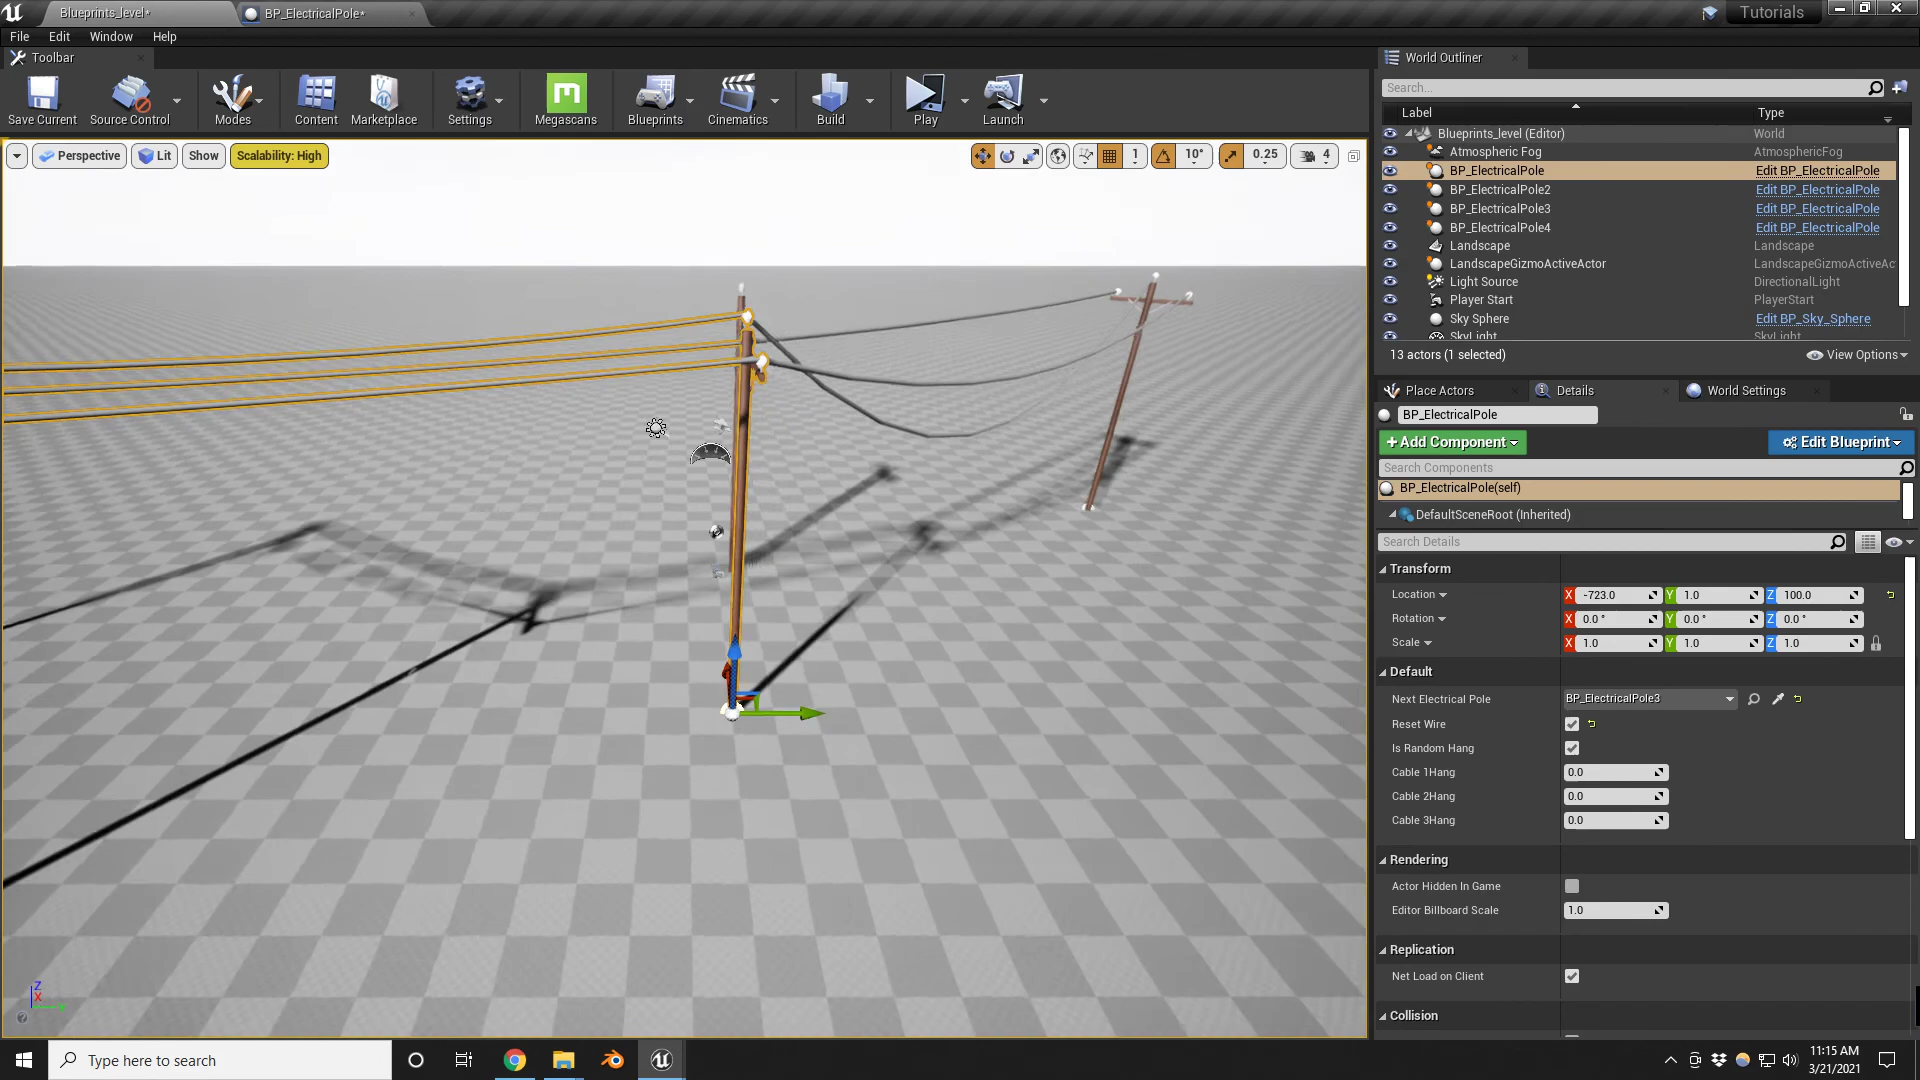 Blueprints_level*
BP_ElectricalPole*
Tutorials
File Edit Window Help
Toolbar
World Outliner
Search...
Save Current
Source Control
Modes
Content
Marketplace
Settings
Megascans
Blueprints
Cinematics
Build
Play
Launch
Label Type
Blueprints_level (Editor) World
Atmospheric Fog AtmosphericFog
BP_ElectricalPole Edit BP_ElectricalPole
BP_ElectricalPole2 Edit BP_ElectricalPole
BP_ElectricalPole3 Edit BP_ElectricalPole
BP_ElectricalPole4 Edit BP_ElectricalPole
Landscape Landscape
LandscapeGizmoActiveActor LandscapeGizmoActiveAc
Light Source DirectionalLight
Player Start PlayerStart
Sky Sphere Edit BP_Sky_Sphere
SkyLight SkyLight
13 actors (1 selected) View Options
Perspective Lit Show Scalability: High
1 10° 0.25 4
Place Actors Details World Settings
BP_ElectricalPole
+Add Component Edit Blueprint
Search Components
BP_ElectricalPole(self)
DefaultSceneRoot (Inherited)
Search Details
Transform
Location X -723.0 Y 1.0 Z 100.0
Rotation X 0.0 ° Y 0.0 ° Z 0.0 °
Scale X 1.0 Y 1.0 Z 1.0
Default
Next Electrical Pole BP_ElectricalPole3
Reset Wire
Is Random Hang
Cable 1Hang 0.0
Cable 2Hang 0.0
Cable 3Hang 0.0
Rendering
Actor Hidden In Game
Editor Billboard Scale 1.0
Replication
Net Load on Client
Collision
Z
X
Type here to search
11:15 AM
3/21/2021